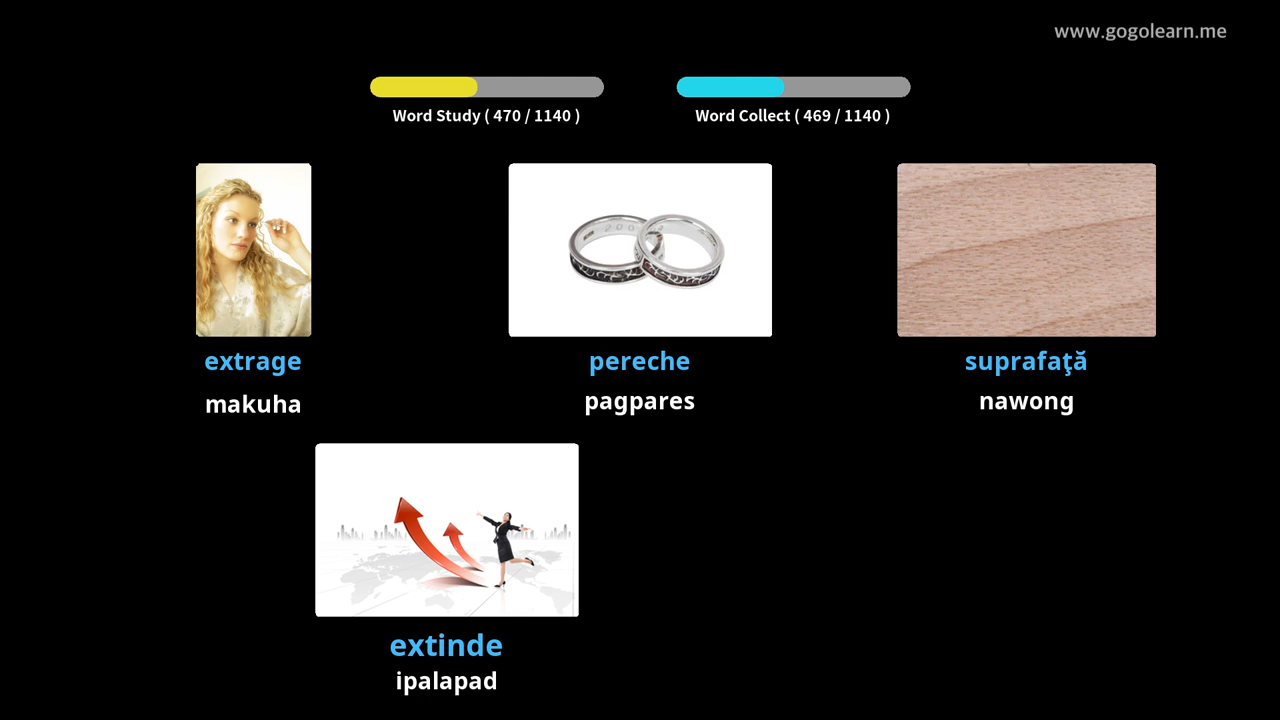 www.gogolearn.me
Word Study ( 470 / 1140 )
Word Collect ( 469 / 1140 )
extrage
makuha
pereche
pagpares
suprafaţă
nawong
extinde
ipalapad